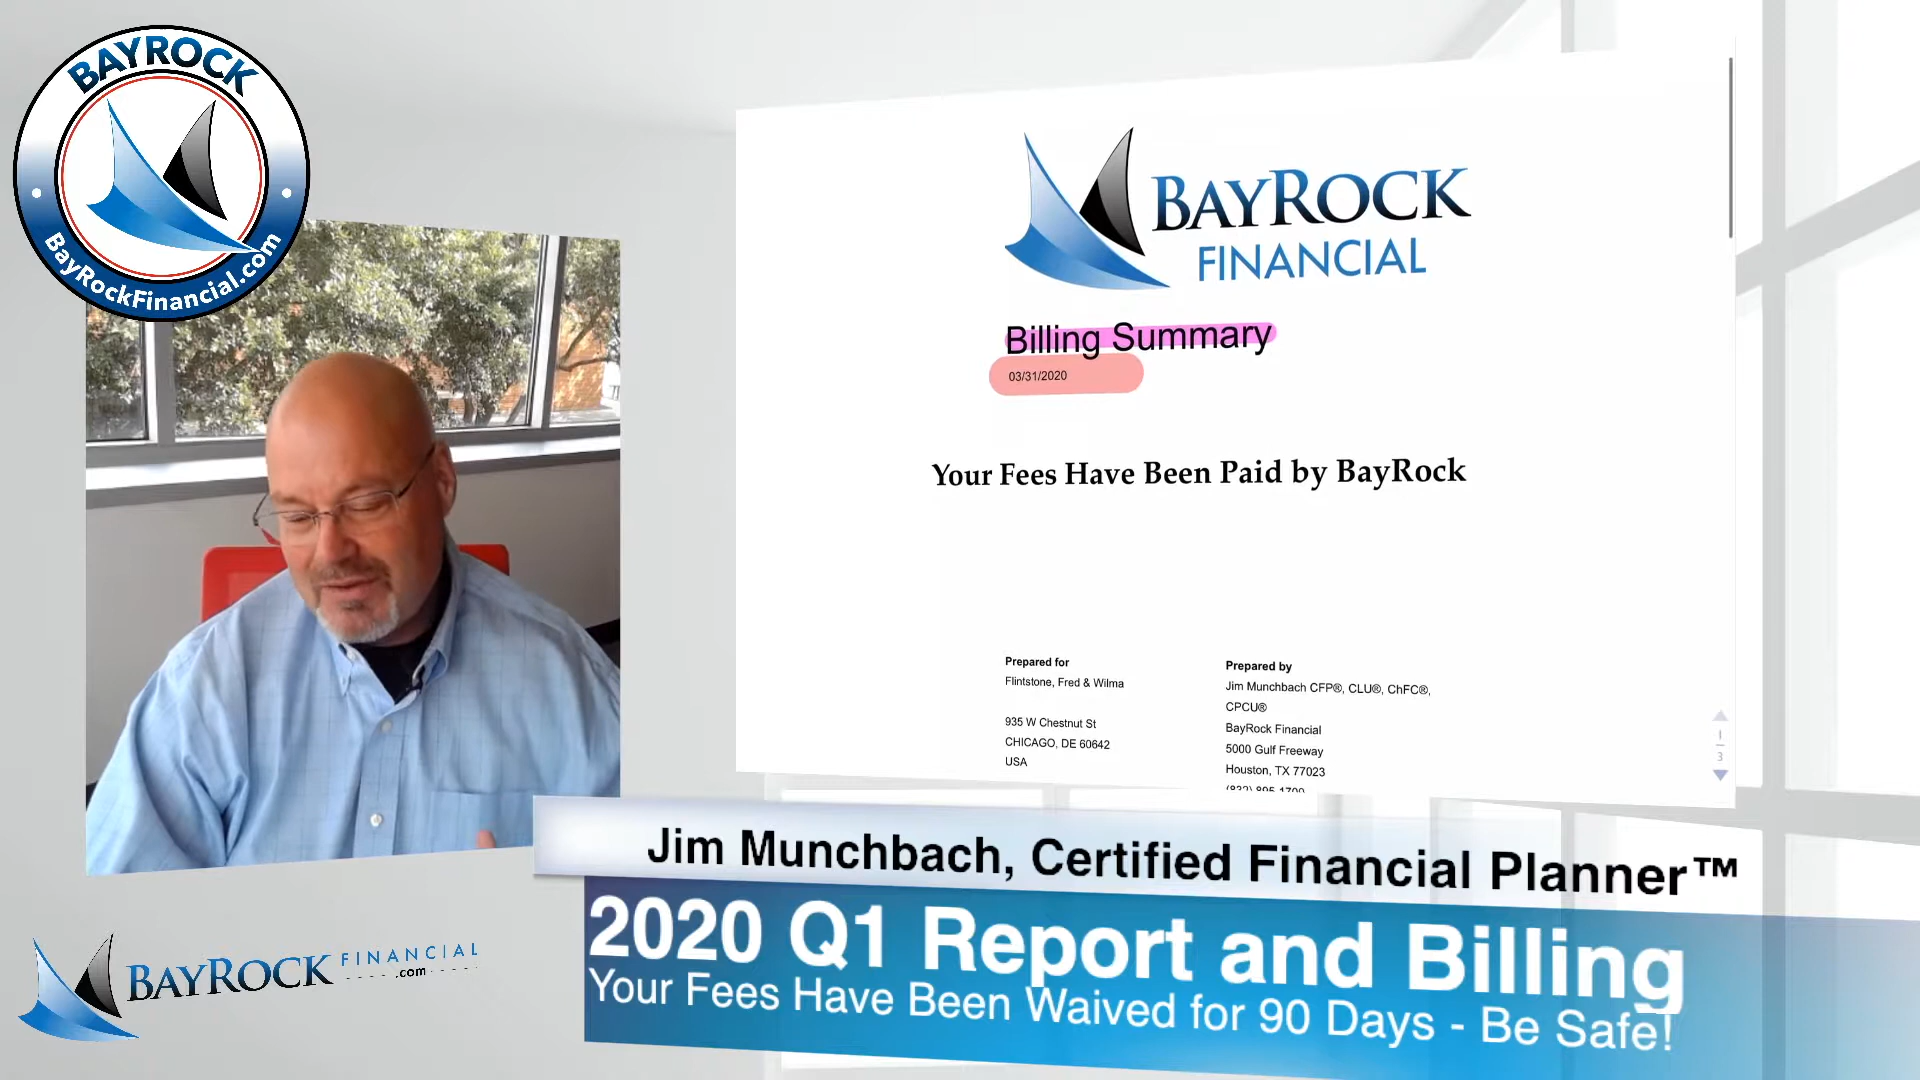 BAYROCK
BayRockFinancial.com
BAYROCK
FINANCIAL
Billing Summary
03/31/2020
Your Fees Have Been Paid by BayRock
Prepared for
Flintstone, Fred & Wilma
935 W Chestnut St
CHICAGO, DE 60642
USA
Prepared by
Jim Munchbach CFP®, CLU®, ChFC®,
CPCU®
BayRock Financial
5000 Gulf Freeway
Houston, TX 77023
1
3
Jim Munchbach, Certified Financial Planner™
2020 Q1 Report and Billing
Your Fees Have Been Waived for 90 Days - Be Safe!
BAYROCK FINANCIAL
.com